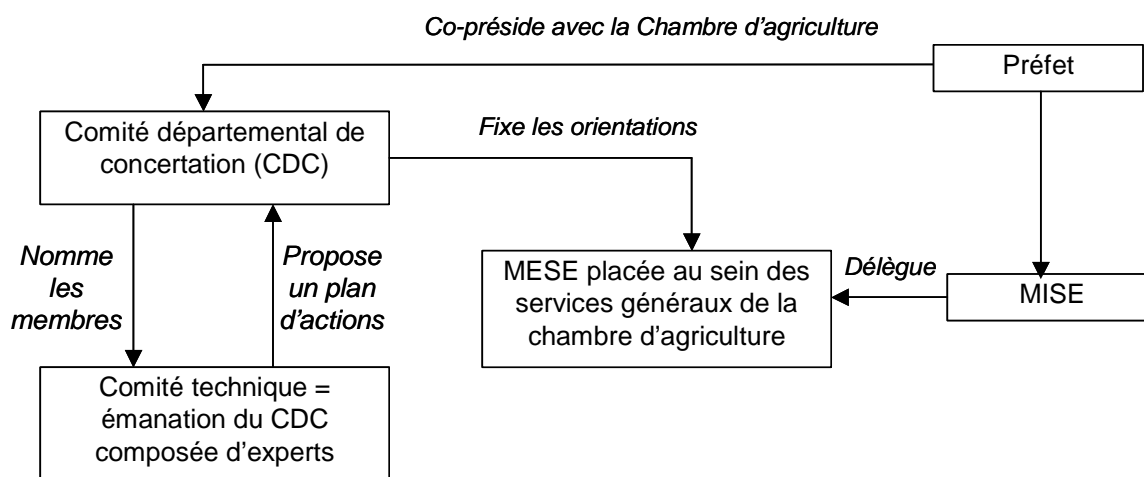 Co-préside avec la Chambre d'agriculture
Préfet
Comité départemental de
concertation (CDC)
Fixe les orientations
Nomme
les
membres
Propose
un plan
d'actions
MESE placée au sein des
services généraux de la
chambre d'agriculture
Délègue
MISE
Comité technique =
émanation du CDC
composée d'experts